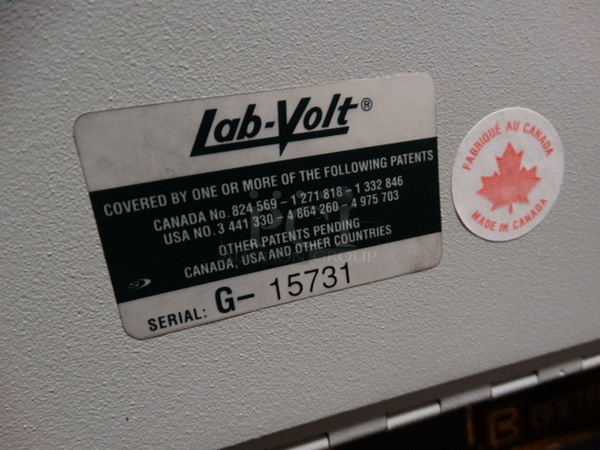 Lab-Volt®
COVERED BY ONE OR MORE OF THE FOLLOWING PATENTS
CANADA No. 824 569 – 1 271 818 – 1 332 846
USA NO. 3 441 330 – 4 864 260 – 4 975 703
OTHER PATENTS PENDING
CANADA, USA AND OTHER COUNTRIES
SERIAL: G– 15731
FABRIQUÉ AU CANADA
MADE IN CANADA
B